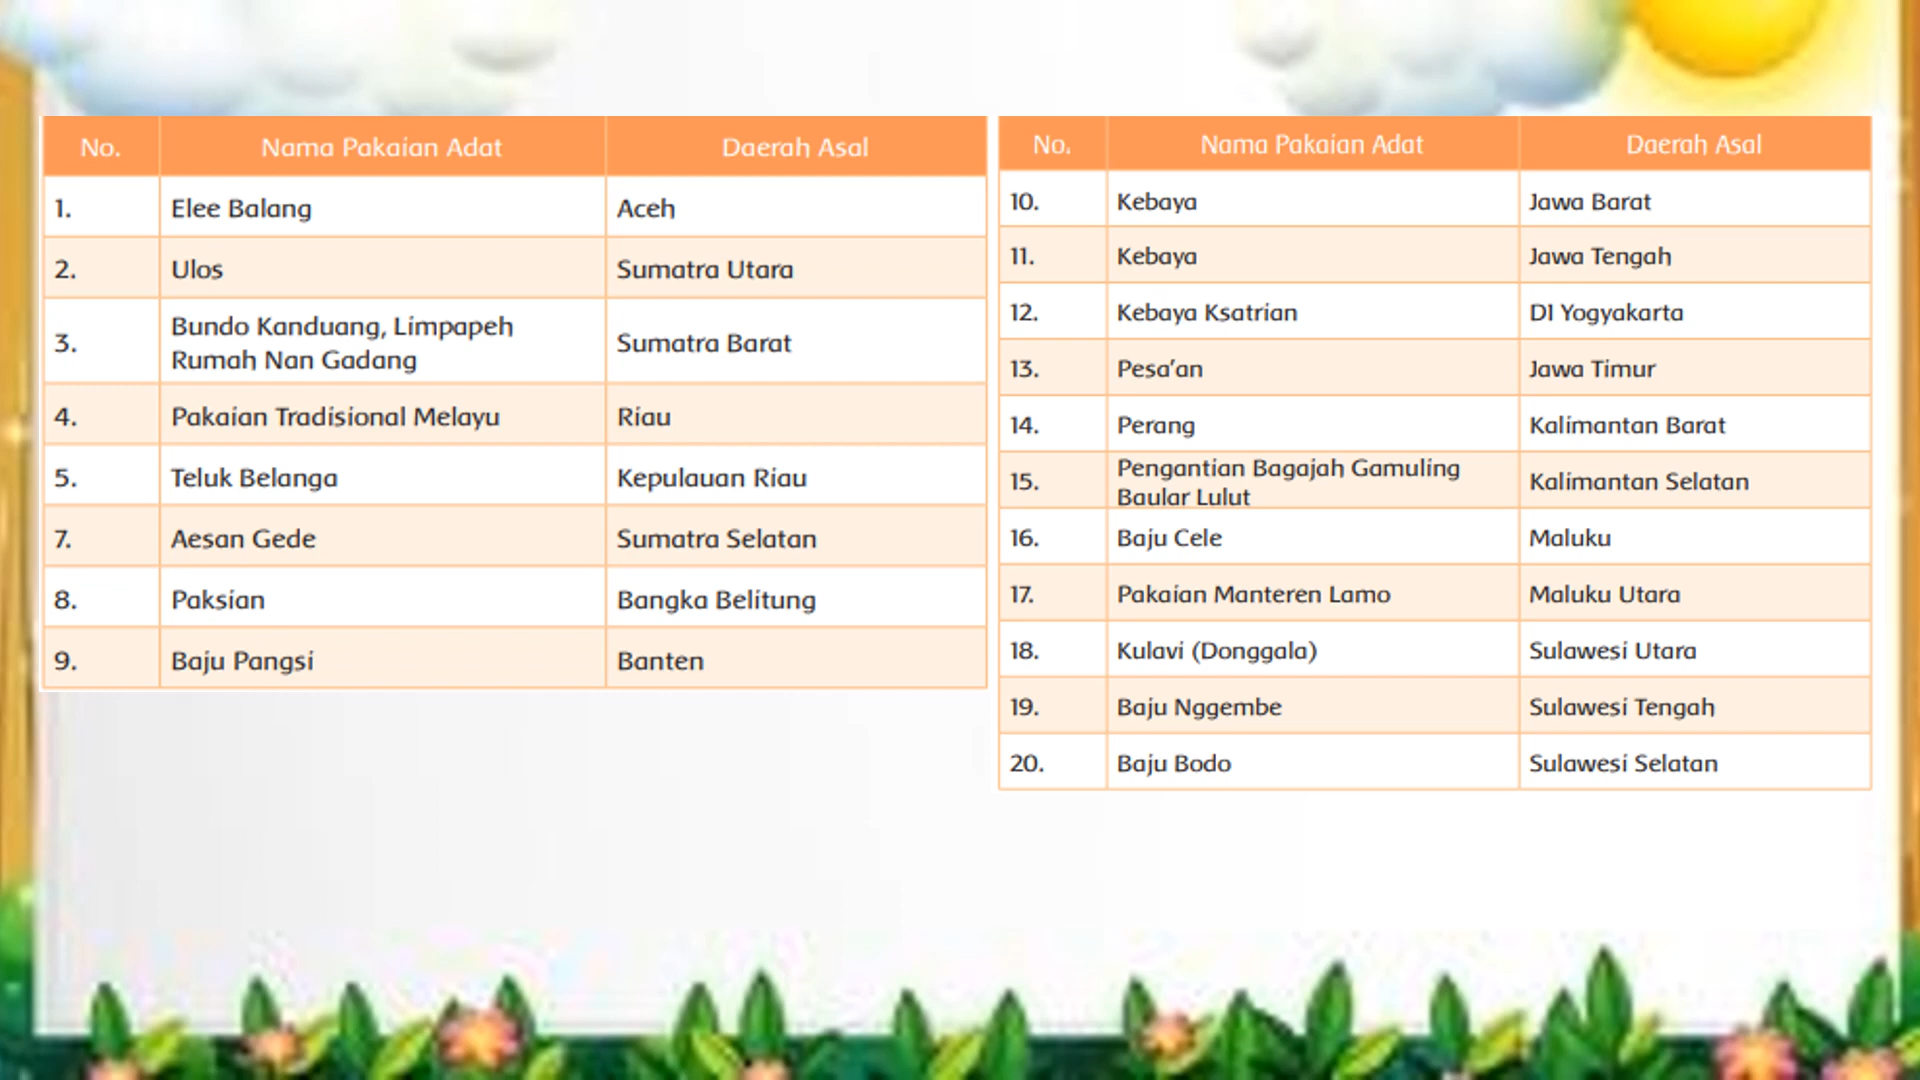 No. Nama Pakaian Adat Daerah Asal
1. Elee Balang Aceh
2. Ulos Sumatra Utara
3. Bundo Kanduang, Limpapeh
Rumah Nan Gadang Sumatra Barat
4. Pakaian Tradisional Melayu Riau
5. Teluk Belanga Kepulauan Riau
7. Aesan Gede Sumatra Selatan
8. Paksian Bangka Belitung
9. Baju Pangsi Banten
No. Nama Pakaian Adat Daerah Asal
10. Kebaya Jawa Barat
11. Kebaya Jawa Tengah
12. Kebaya Ksatrian DI Yogyakarta
13. Pesa’an Jawa Timur
14. Perang Kalimantan Barat
15. Pengantian Bagajah Gamuling
Baular Lulut Kalimantan Selatan
16. Baju Cele Maluku
17. Pakaian Manteren Lamo Maluku Utara
18. Kulavi (Donggala) Sulawesi Utara
19. Baju Nggembe Sulawesi Tengah
20. Baju Bodo Sulawesi Selatan